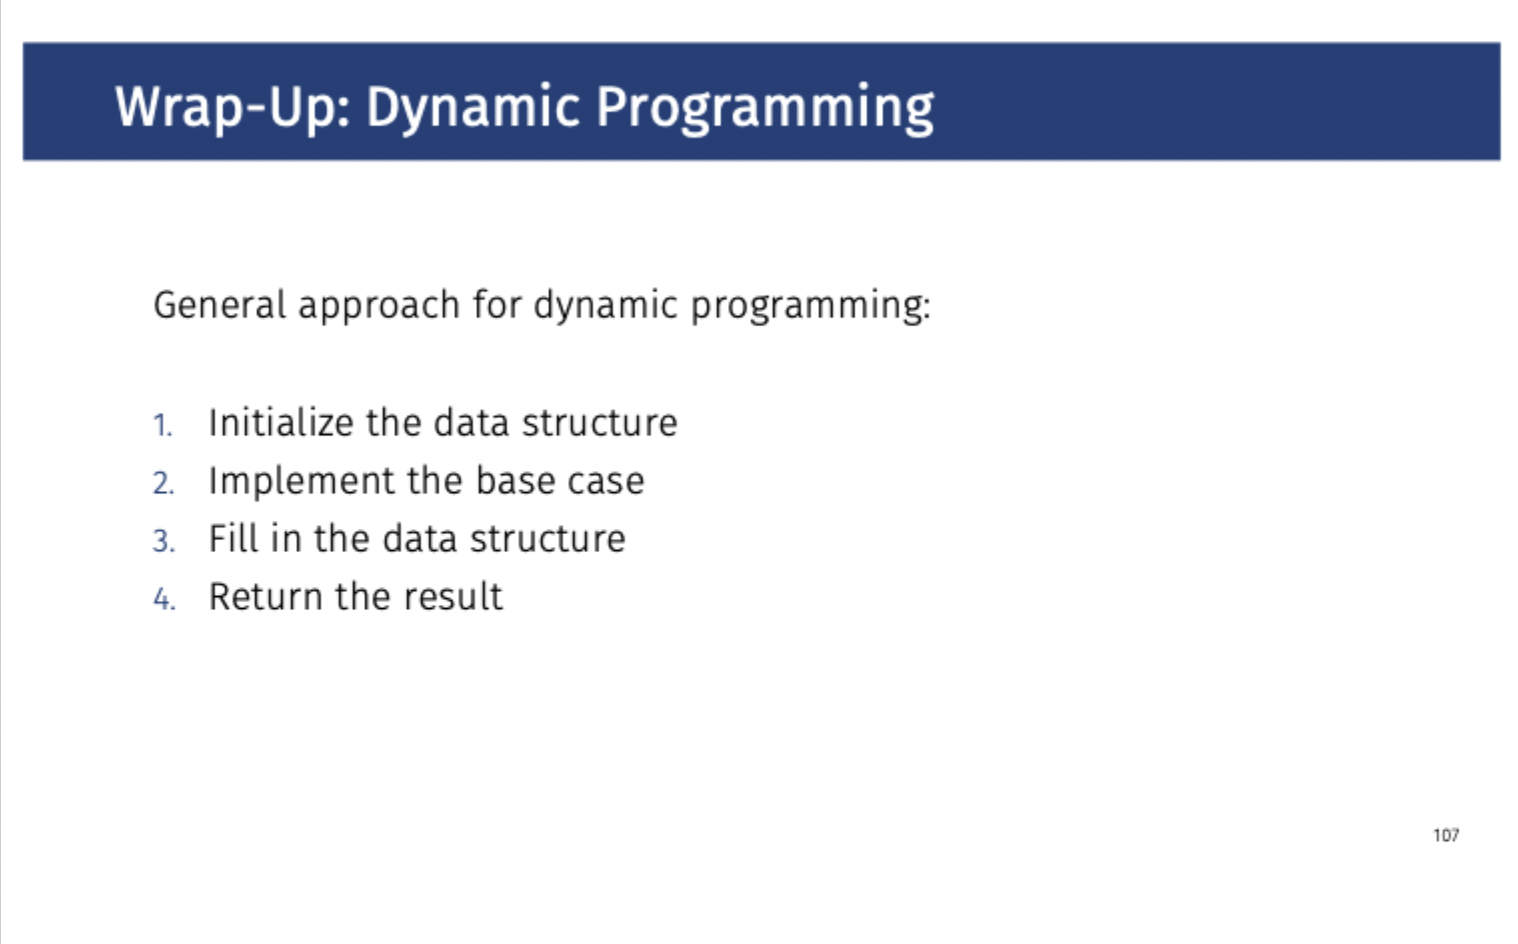 Wrap-Up: Dynamic Programming
General approach for dynamic programming:
1. Initialize the data structure
2. Implement the base case
3. Fill in the data structure
4. Return the result
107